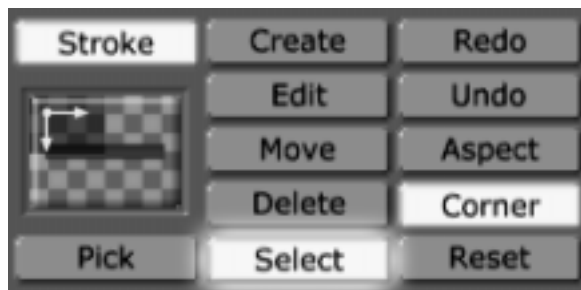 Stroke Create Redo
Edit Undo
Move Aspect
Delete Corner
Pick Select Reset